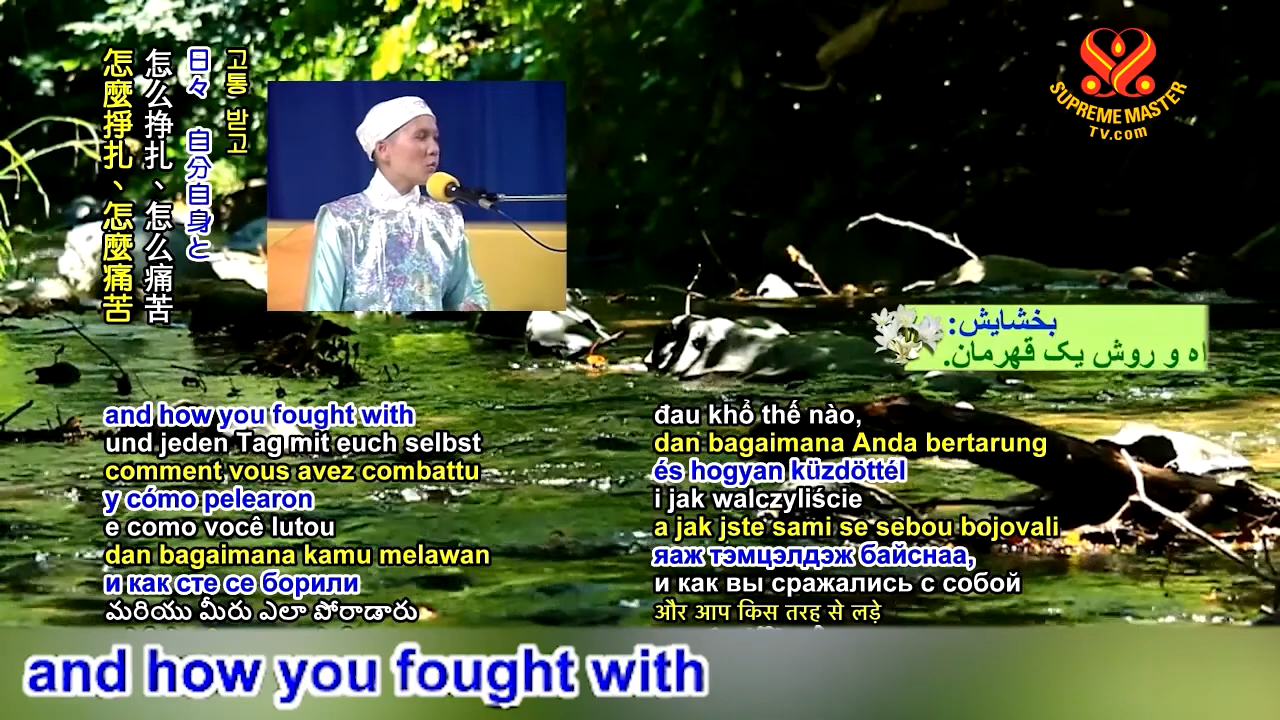 怎麼掙扎、怎麼痛苦
怎么挣扎、怎么痛苦
日々 自分自身と
고통 받고
SUPREME MASTER
TV.com
بخشایش:
اه و روش یک قهرمان.
and how you fought with
und jeden Tag mit euch selbst
comment vous avez combattu
y cómo pelearon
e como você lutou
dan bagaimana kamu melawan
и как сте се борили
మరియు మీరు ఎలా పోరాడారు
đau khổ thế nào,
dan bagaimana Anda bertarung
és hogyan küzdöttél
i jak walczyliście
a jak jste sami se sebou bojovali
яаж тэмцэлдэж байснаа,
и как вы сражались с собой
और आप किस तरह से लड़े
and how you fought with